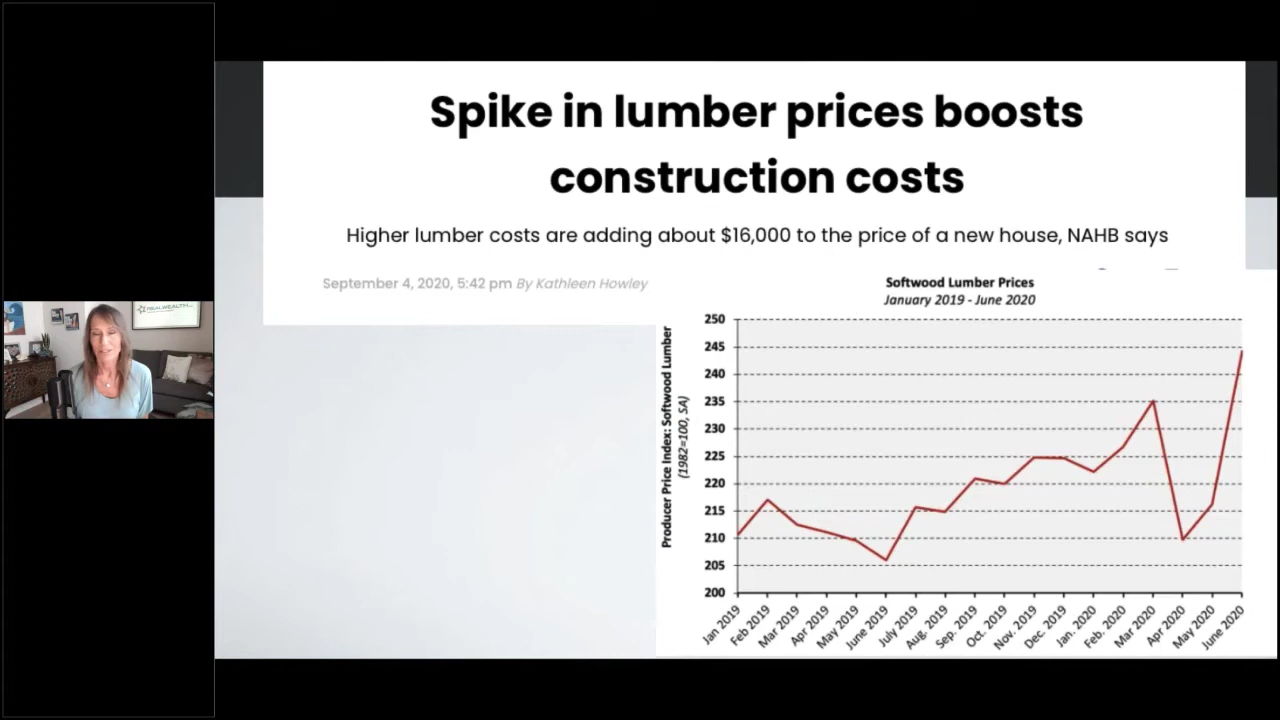 Spike in lumber prices boosts
construction costs
Higher lumber costs are adding about $16,000 to the price of a new house, NAHB says
September 4, 2020, 5:42 pm By Kathleen Howley
Softwood Lumber Prices
January 2019 - June 2020
Producer Price Index: Softwood Lumber
(1982=100, SA)
250
245
240
235
230
225
220
215
210
205
200
Jan 2019
Feb 2019
Mar 2019
Apr 2019
May 2019
June 2019
July 2019
Aug. 2019
Sep. 2019
Oct. 2019
Nov. 2019
Dec. 2019
Jan. 2020
Feb. 2020
Mar 2020
Apr 2020
May 2020
June 2020
REALWEALTH